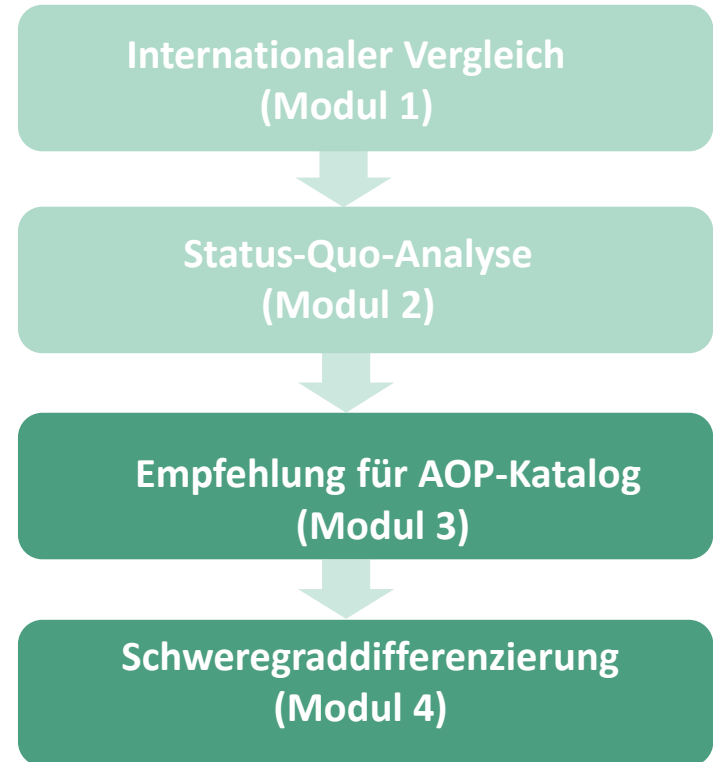 Internationaler Vergleich
(Modul 1)
Status-Quo-Analyse
(Modul 2)
Empfehlung für AOP-Katalog
(Modul 3)
Schweregraddifferenzierung
(Modul 4)